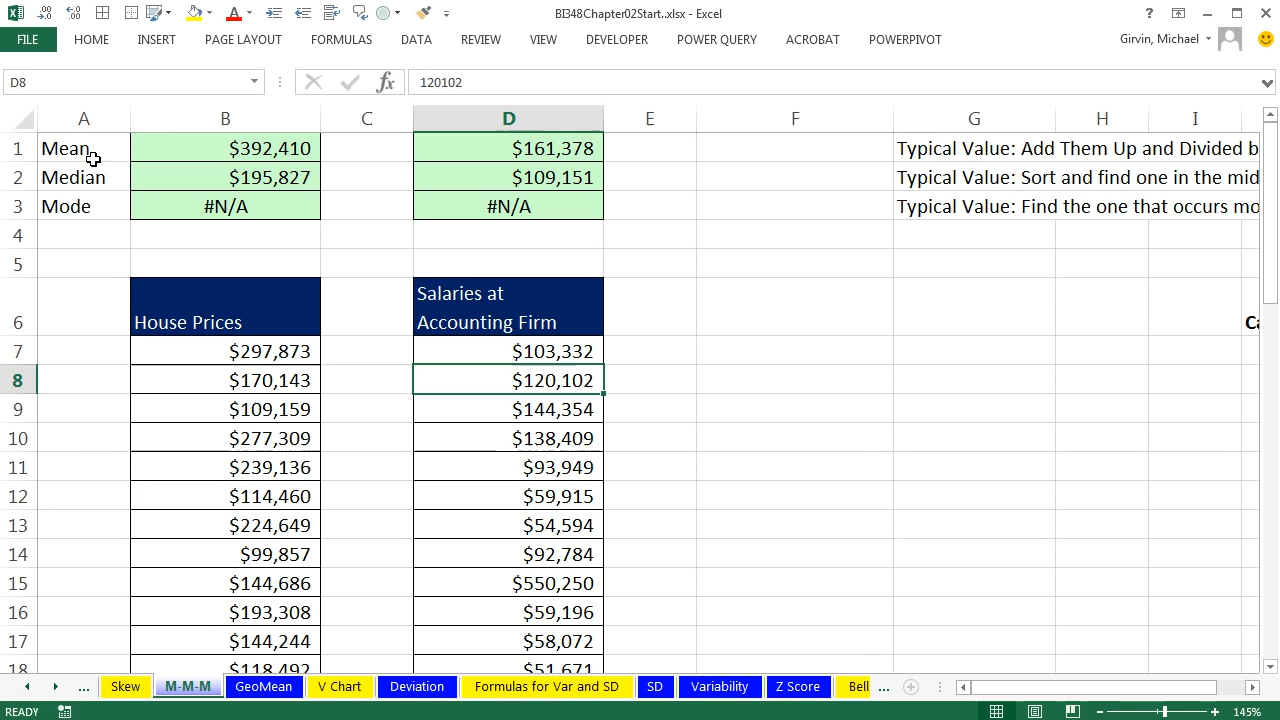 BI348Chapter02Start..xlsx - Excel
FILE HOME INSERT PAGE LAYOUT FORMULAS DATA REVIEW VIEW DEVELOPER POWER QUERY ACROBAT POWERPIVOT Girvin, Michael
D8 fx 120102
A B C D E F G H I
1 Mean $392,410 $161,378 Typical Value: Add Them Up and Divided b
2 Median $195,827 $109,151 Typical Value: Sort and find one in the mid
3 Mode #N/A #N/A Typical Value: Find the one that occurs mo
4
5
Salaries at
6 House Prices Accounting Firm
7 $297,873 $103,332
8 $170,143 $120,102
9 $109,159 $144,354
10 $277,309 $138,409
11 $239,136 $93,949
12 $114,460 $59,915
13 $224,649 $54,594
14 $99,857 $92,784
15 $144,686 $550,250
16 $193,308 $59,196
17 $144,244 $58,072
18 $118,492 $51,671
... Skew M-M-M GeoMean V Chart Deviation Formulas for Var and SD SD Variability Z Score Bell ...
READY 145%